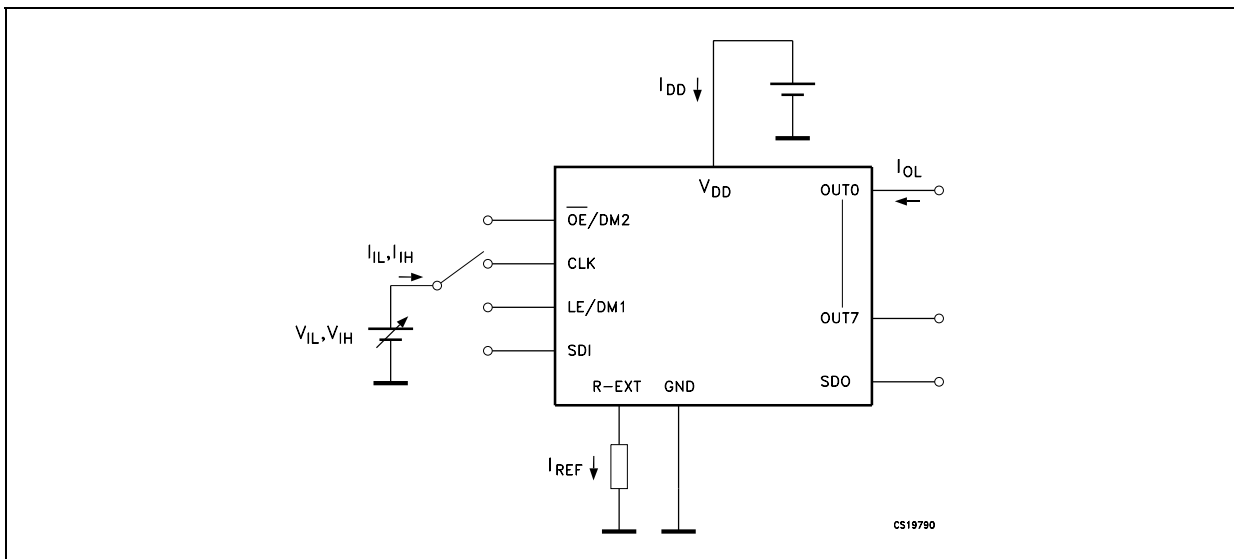 I_DD
V_DD
I_OL
OUT0
O̅E̅/DM2
I_IL,I_IH
CLK
LE/DM1
OUT7
V_IL,V_IH
SDI
SDO
R-EXT GND
I_REF
CS19790